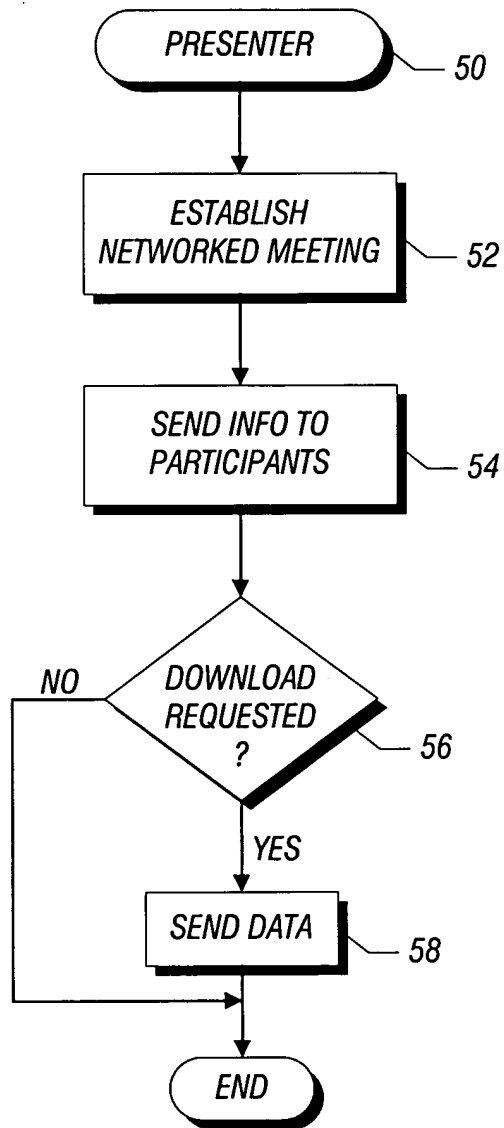 PRESENTER
50
ESTABLISH
NETWORKED MEETING
52
SEND INFO TO
PARTICIPANTS
54
NO
DOWNLOAD
REQUESTED
?
56
YES
SEND DATA
58
END